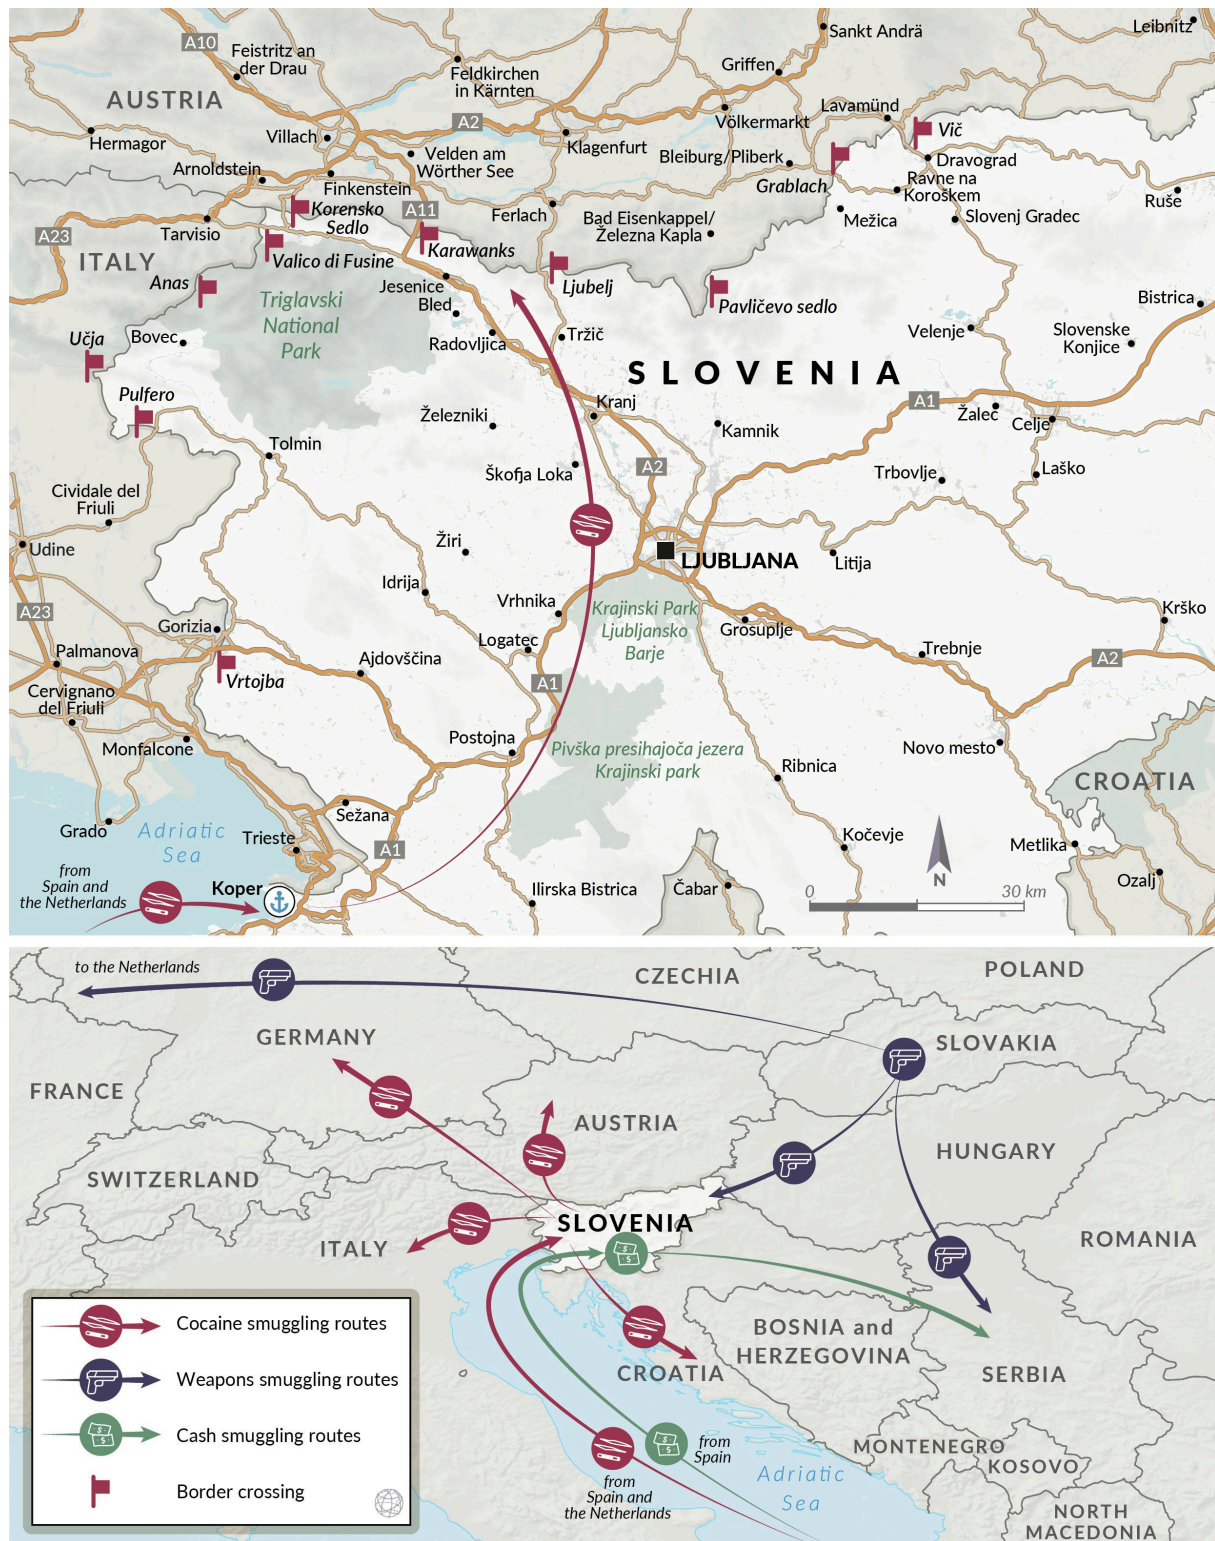 A10
Feistritz an
der Drau
AUSTRIA
Feldkirchen
in Kärnten
Sankt Andrä
Leibnitz
Griffen
Lavamünd
Völkermarkt
A2
Villach
Hermagor
Klagenfurt
Velden am
Wörther See
Bleiburg/Pliberk
Vič
Dravograd
Arnoldstein
Finkenstein
Grablach
Ravne na
Koroškem
Ruše
Korensko
Sedlo
A11
Ferlach
Bad Eisenkappel/
Železna Kapla
Mežica
Slovenj Gradec
A23
Tarvisio
ITALY
Valico di Fusine
Karawanks
Anas
Jesenice
Ljubelj
Pavličevo sedlo
Bistrica
Triglavski
National
Park
Bled
Radovljica
Tržič
Velenje
Slovenske
Konjice
Učja
Bovec
SLOVENIA
Pulfero
Železniki
Kranj
Kamnik
A1
Žalec
Celje
Tolmin
Škofja Loka
A2
Trbovlje
Laško
Cividale del
Friuli
Udine
Žiri
LJUBLJANA
Litija
Idrija
Vrhnika
Krajinski Park
Ljubljansko
Barje
Grosuplje
Krško
A23
Gorizia
Logatec
Trebnje
A2
Palmanova
Vrtojba
Ajdovščina
A1
Cervignano
del Friuli
Monfalcone
Postojna
Pivška presihajoča jezera
Krajinski park
Novo mesto
Ribnica
CROATIA
Grado
Adriatic
Sea
Trieste
Sežana
A1
Kočevje
Metlika
from
Spain and
the Netherlands
Koper
Ilirska Bistrica
Čabar
N
0
30 km
Ozalj
to the Netherlands
CZECHIA
POLAND
GERMANY
SLOVAKIA
FRANCE
AUSTRIA
HUNGARY
SWITZERLAND
SLOVENIA
ITALY
ROMANIA
BOSNIA and
HERZEGOVINA
CROATIA
SERBIA
Cocaine smuggling routes
Weapons smuggling routes
Cash smuggling routes
Border crossing
from
Spain
from
Spain and
the Netherlands
Adriatic
Sea
MONTENEGRO
KOSOVO
NORTH
MACEDONIA